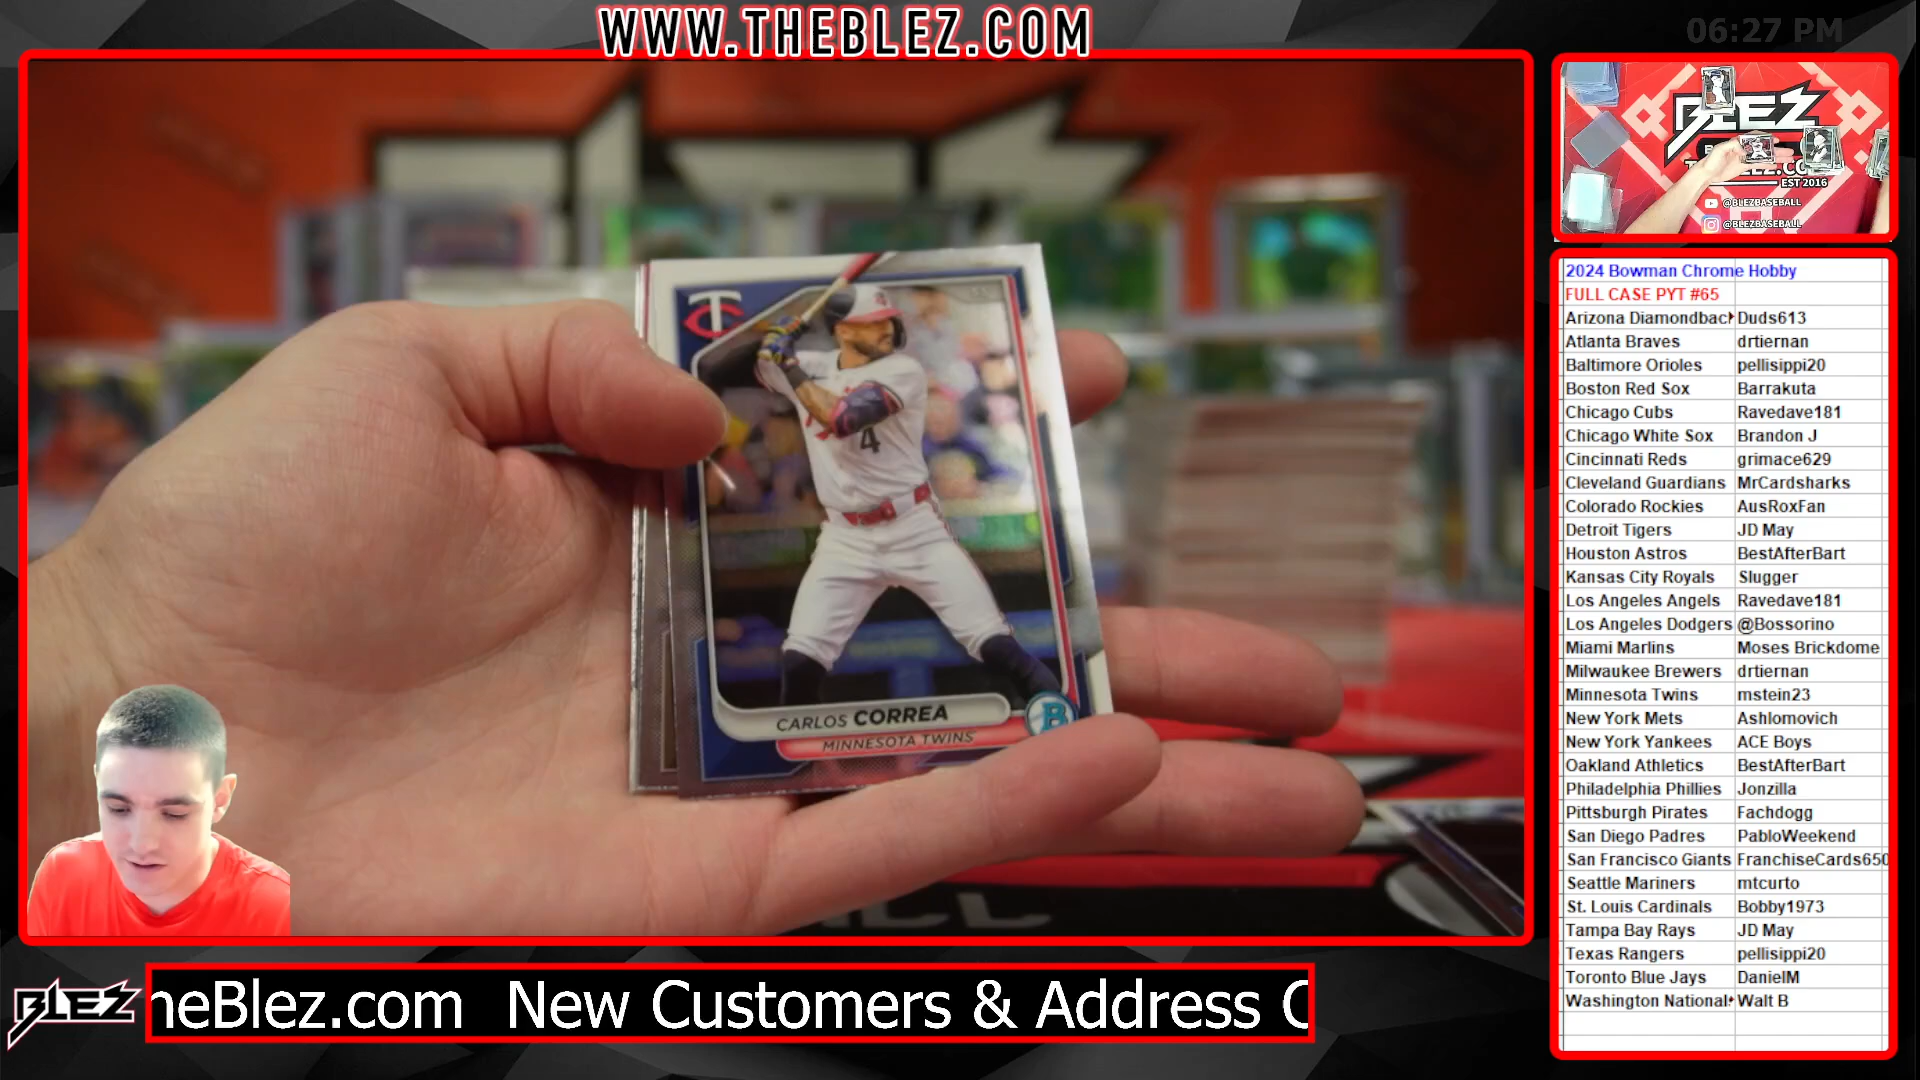 WWW.THEBLEZ.COM
06:27 PM
BLEZ
EST 2016
@BLEZBASEBALL
@BLEZBASEBALL
TC
4
CARLOS CORREA
MINNESOTA TWINS
B
2024 Bowman Chrome Hobby
FULL CASE PYT #65
Arizona Diamondbac Duds613
Atlanta Braves drtiernan
Baltimore Orioles pellisippi20
Boston Red Sox Barrakuta
Chicago Cubs Ravedave181
Chicago White Sox Brandon J
Cincinnati Reds grimace629
Cleveland Guardians MrCardsharks
Colorado Rockies AusRoxFan
Detroit Tigers JD May
Houston Astros BestAfterBart
Kansas City Royals Slugger
Los Angeles Angels Ravedave181
Los Angeles Dodgers @Bossorino
Miami Marlins Moses Brickdome
Milwaukee Brewers drtiernan
Minnesota Twins mstein23
New York Mets Ashlomovich
New York Yankees ACE Boys
Oakland Athletics BestAfterBart
Philadelphia Phillies Jonzilla
Pittsburgh Pirates Fachdogg
San Diego Padres PabloWeekend
San Francisco Giants FranchiseCards650
Seattle Mariners mtcurto
St. Louis Cardinals Bobby1973
Tampa Bay Rays JD May
Texas Rangers pellisippi20
Toronto Blue Jays DanielM
Washington National Walt B
BLEZ
heBlez.com New Customers & Address C